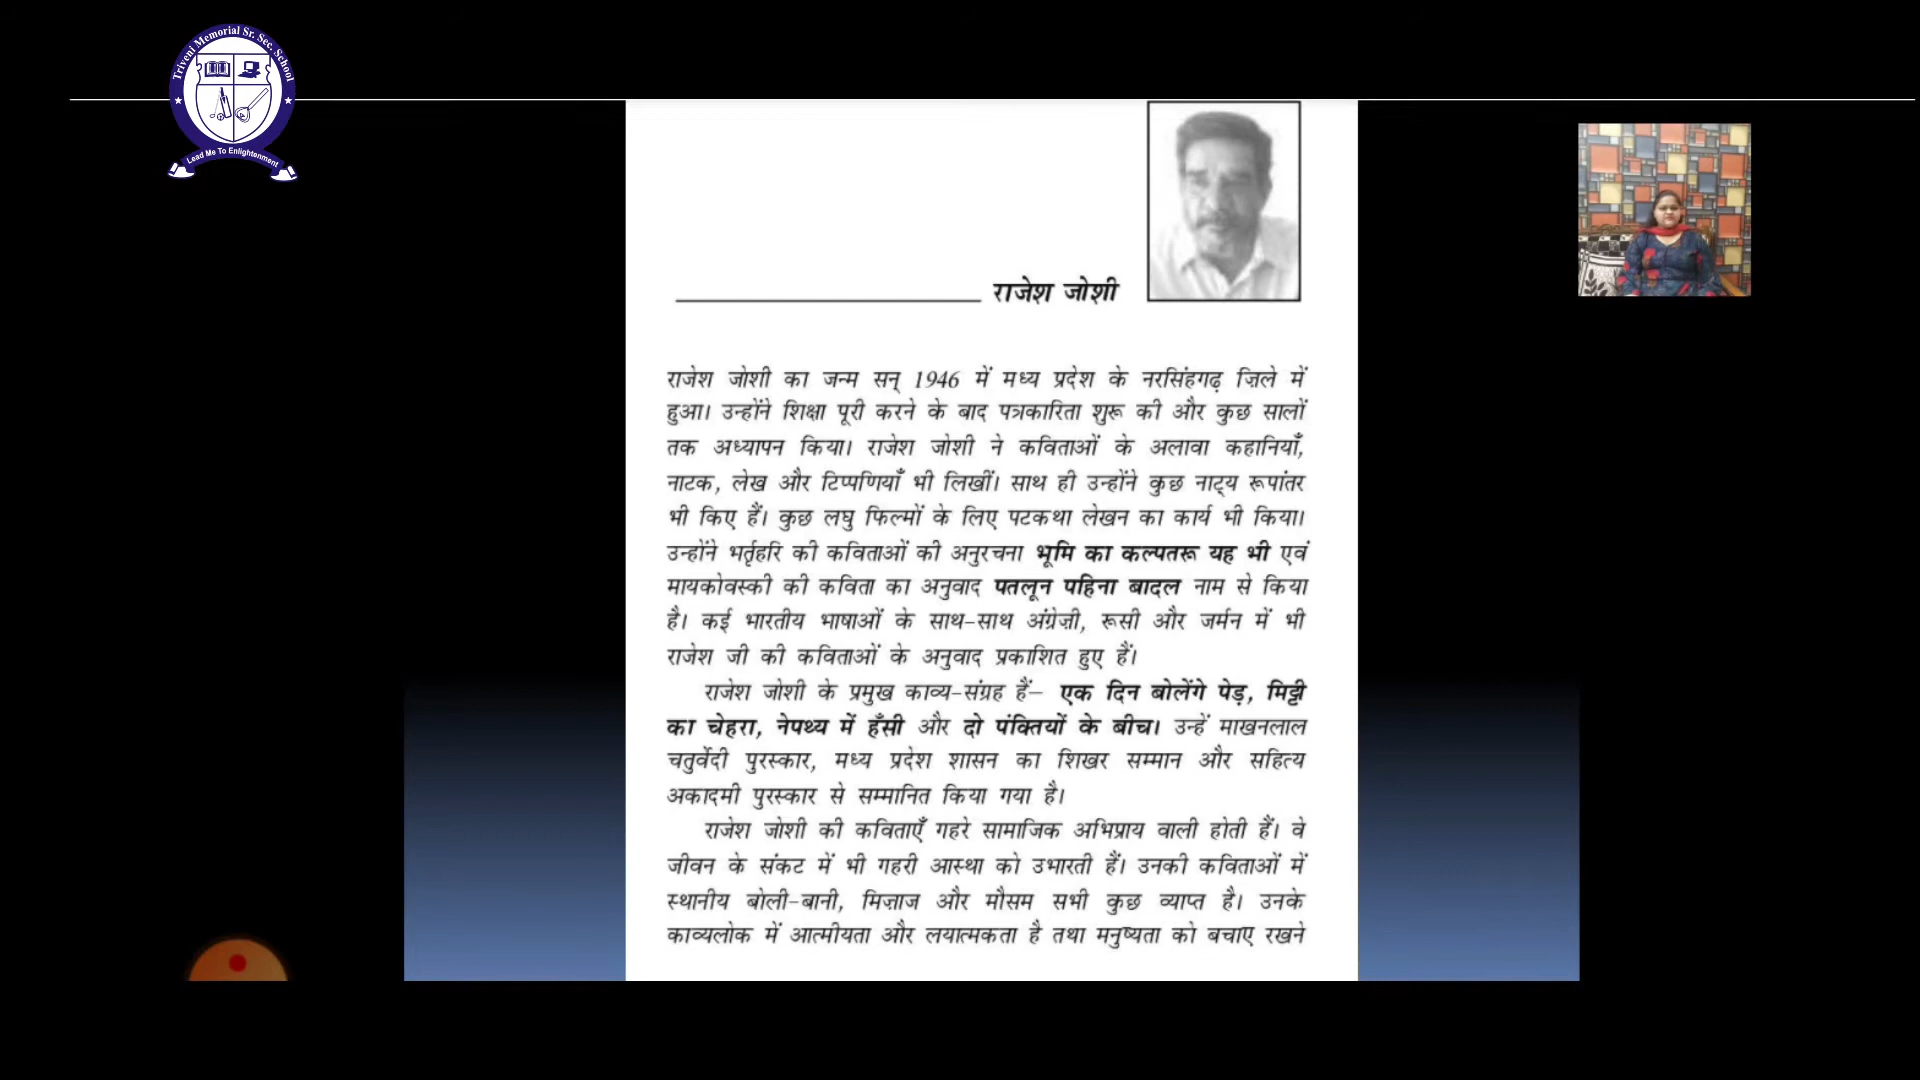 Triveni Memorial Sr. Sec. School
Lead Me To Enlightenment
राजेश जोशी
राजेश जोशी का जन्म सन् 1946 में मध्य प्रदेश के नरसिंहगढ़ ज़िले में
हुआ। उन्होंने शिक्षा पूरी करने के बाद पत्रकारिता शुरू की और कुछ सालों
तक अध्यापन किया। राजेश जोशी ने कविताओं के अलावा कहानियाँ,
नाटक, लेख और टिप्पणियाँ भी लिखीं। साथ ही उन्होंने कुछ नाट्य रूपांतर
भी किए हैं। कुछ लघु फिल्मों के लिए पटकथा लेखन का कार्य भी किया।
उन्होंने भर्तृहरि की कविताओं की अनुरचना भूमि का कल्पतरू यह भी एवं
मायकोवस्की की कविता का अनुवाद पतलून पहिना बादल नाम से किया
है। कई भारतीय भाषाओं के साथ-साथ अंग्रेज़ी, रूसी और जर्मन में भी
राजेश जी की कविताओं के अनुवाद प्रकाशित हुए हैं।
राजेश जोशी के प्रमुख काव्य-संग्रह हैं– एक दिन बोलेंगे पेड़, मिट्टी
का चेहरा, नेपथ्य में हँसी और दो पंक्तियों के बीच। उन्हें माखनलाल
चतुर्वेदी पुरस्कार, मध्य प्रदेश शासन का शिखर सम्मान और सहित्य
अकादमी पुरस्कार से सम्मानित किया गया है।
राजेश जोशी की कविताएँ गहरे सामाजिक अभिप्राय वाली होती हैं। वे
जीवन के संकट में भी गहरी आस्था को उभारती हैं। उनकी कविताओं में
स्थानीय बोली-बानी, मिज़ाज और मौसम सभी कुछ व्याप्त है। उनके
काव्यलोक में आत्मीयता और लयात्मकता है तथा मनुष्यता को बचाए रखने